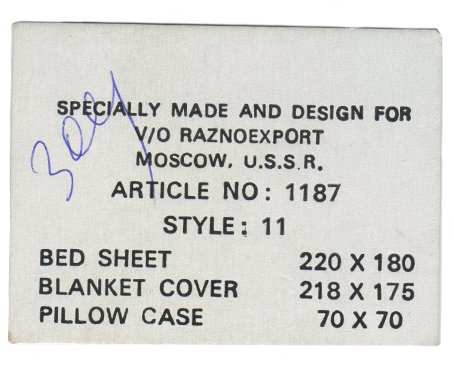 SPECIALLY MADE AND DESIGN FOR
V/O RAZNOEXPORT
MOSCOW, U.S.S.R.
ARTICLE NO: 1187
STYLE: 11
BED SHEET 220 X 180
BLANKET COVER 218 X 175
PILLOW CASE 70 X 70